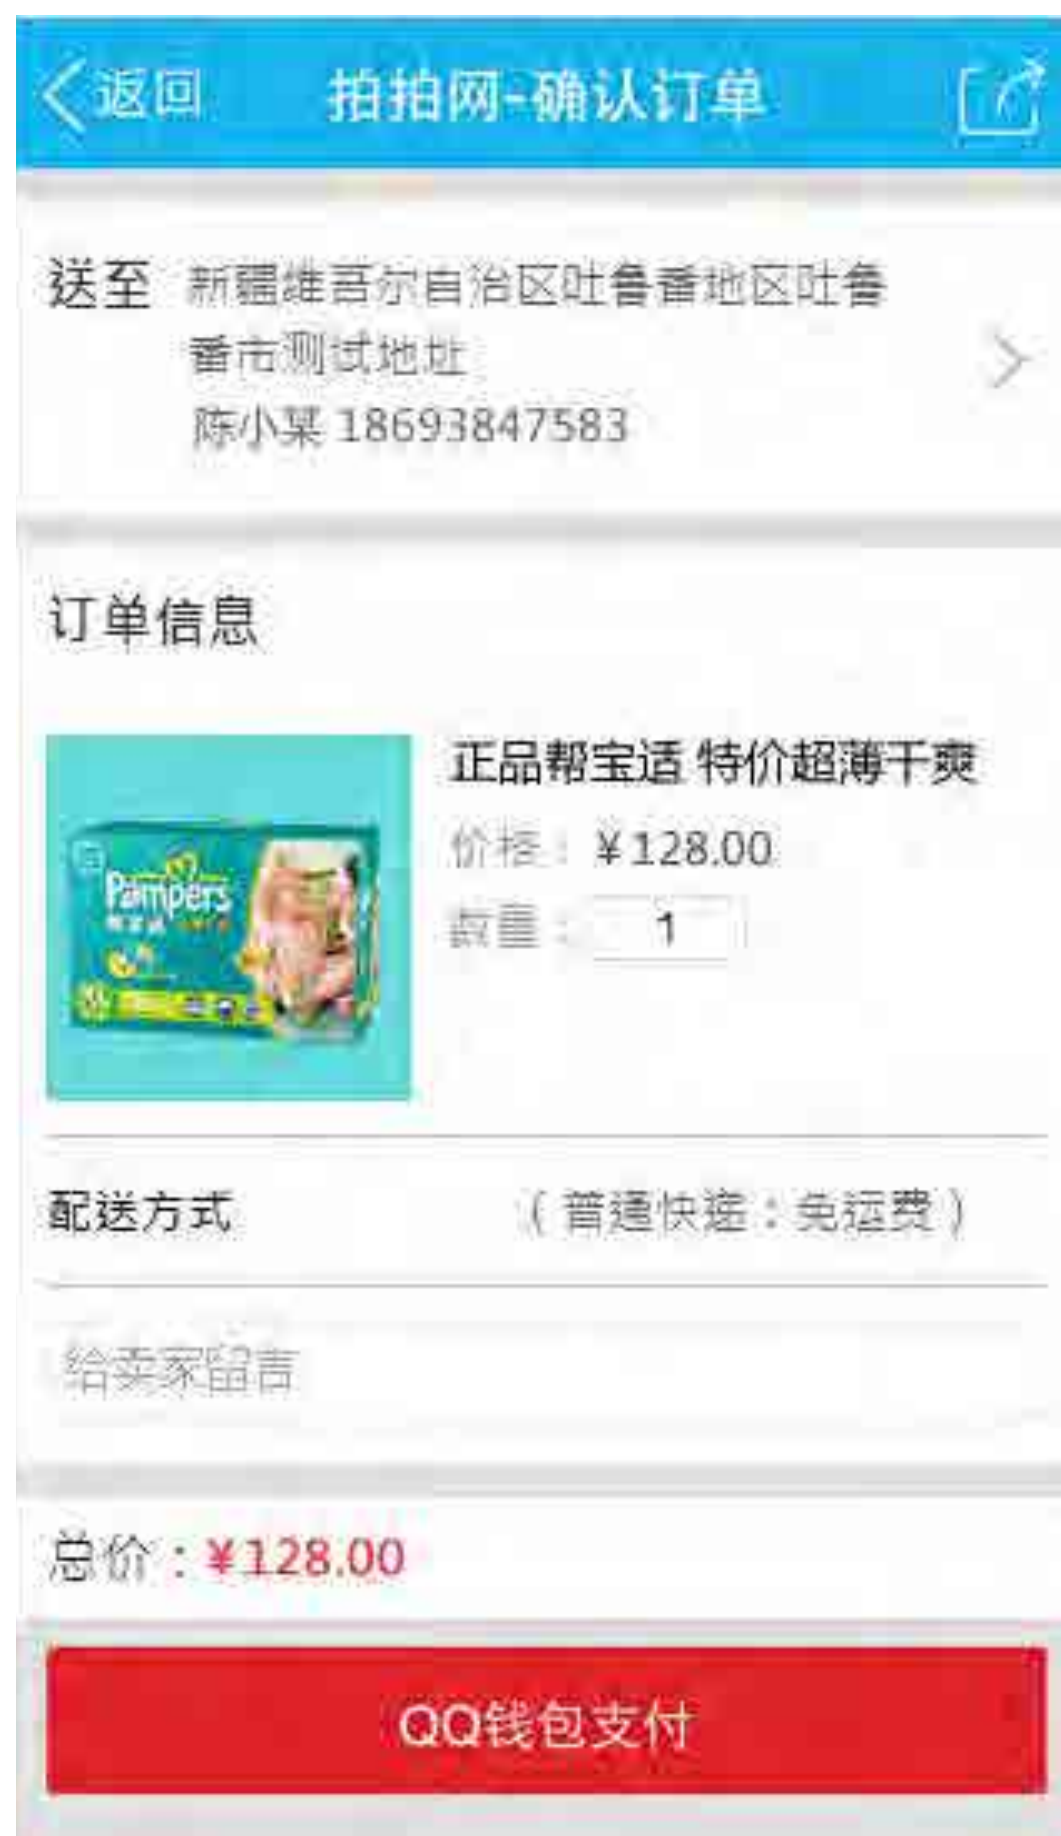 返回
拍拍网-确认订单
送至
新疆维吾尔自治区吐鲁番地区吐鲁
番市测试地址
陈小某 18693847583
订单信息
Pampers
正品帮宝适 特价超薄干爽
价格：¥128.00
数量：1
配送方式
（普通快递：免运费）
给卖家留言
总价：¥128.00
QQ钱包支付